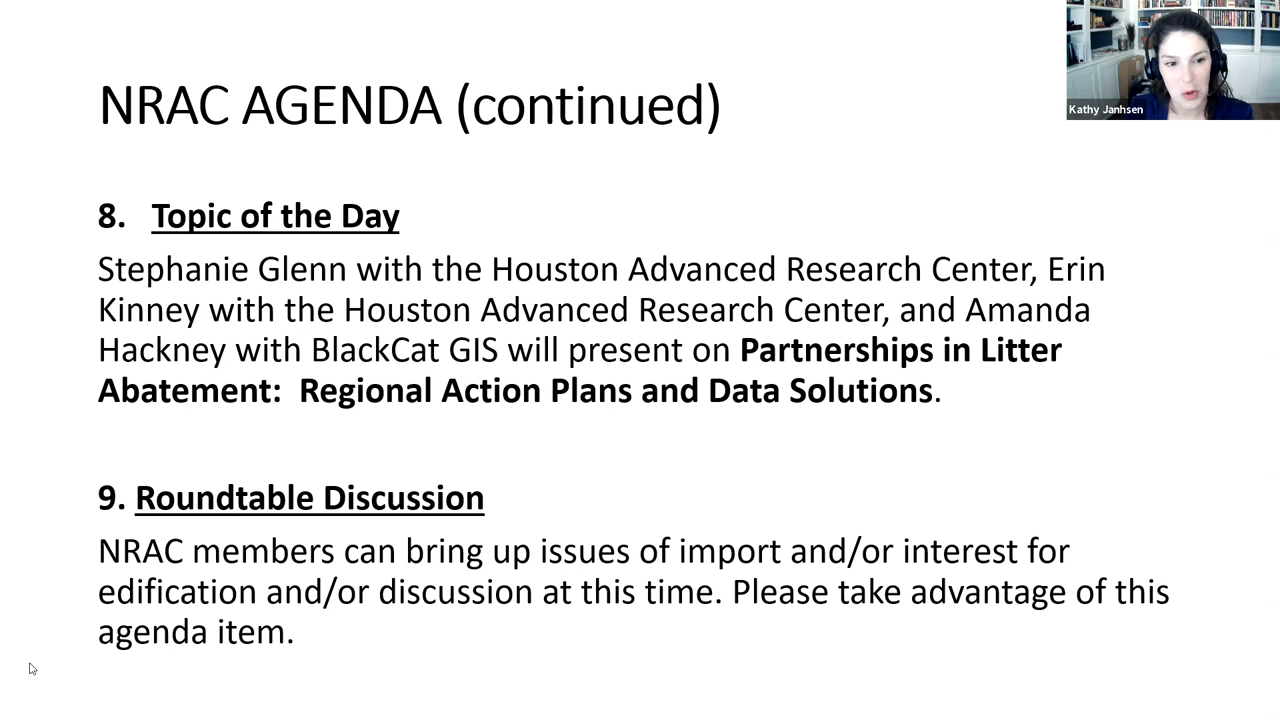 NRAC AGENDA (continued)
Kathy Janhsen
8. Topic of the Day
Stephanie Glenn with the Houston Advanced Research Center, Erin
Kinney with the Houston Advanced Research Center, and Amanda
Hackney with BlackCat GIS will present on Partnerships in Litter
Abatement: Regional Action Plans and Data Solutions.
9. Roundtable Discussion
NRAC members can bring up issues of import and/or interest for
edification and/or discussion at this time. Please take advantage of this
agenda item.